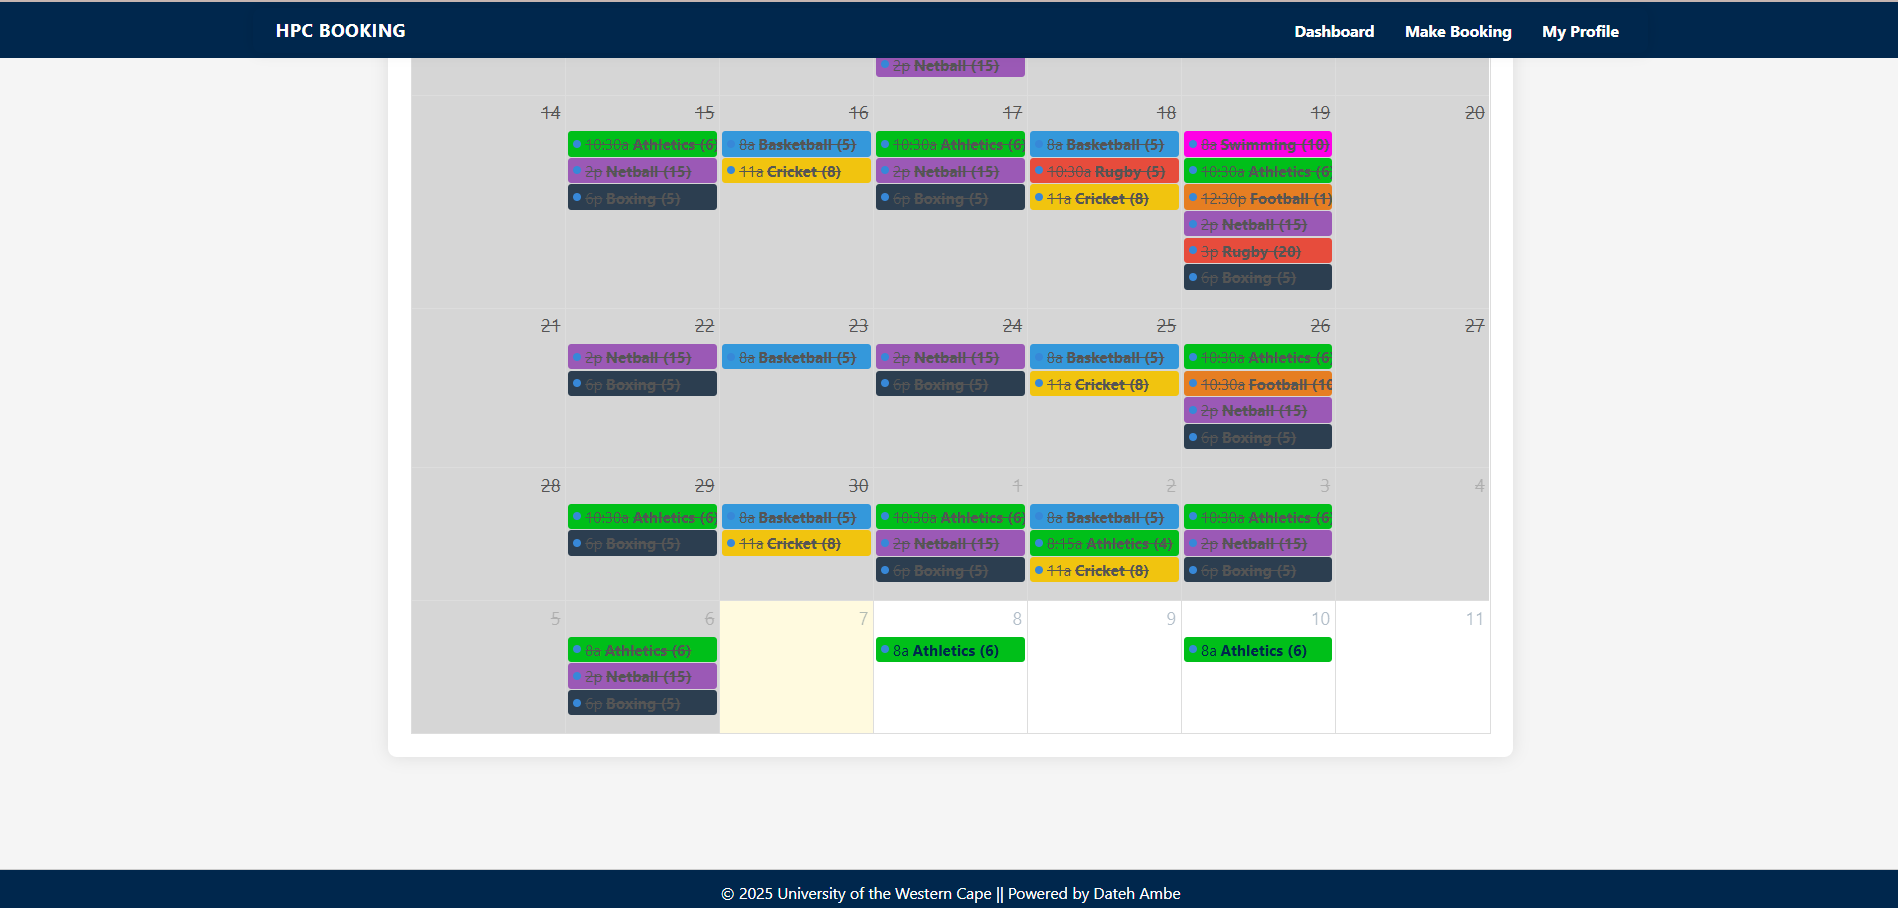 HPC BOOKING
Dashboard Make Booking My Profile
2p Netball (15)
14 15 16 17 18 19 20
10:30a Athletics (6) 8a Basketball (5) 10:30a Athletics (6) 8a Basketball (5) 8a Swimming (10)
2p Netball (15) 11a Cricket (8) 2p Netball (15) 10:30a Rugby (5) 10:30a Athletics (6
6p Boxing (5) 6p Boxing (5) 11a Cricket (8) 12:30p Football (1)
2p Netball (15)
3p Rugby (20)
6p Boxing (5)
21 22 23 24 25 26 27
2p Netball (15) 8a Basketball (5) 2p Netball (15) 8a Basketball (5) 10:30a Athletics (6
6p Boxing (5) 6p Boxing (5) 11a Cricket (8) 10:30a Football (10
2p Netball (15)
6p Boxing (5)
28 29 30 1 2 3 4
10:30a Athletics (6) 8a Basketball (5) 10:30a Athletics (6) 8a Basketball (5) 10:30a Athletics (6
6p Boxing (5) 11a Cricket (8) 2p Netball (15) 8:15a Athletics (4) 2p Netball (15)
6p Boxing (5) 11a Cricket (8) 6p Boxing (5)
5 6 7 8 9 10 11
8a Athletics (6) 8a Athletics (6) 8a Athletics (6)
2p Netball (15)
6p Boxing (5)
© 2025 University of the Western Cape || Powered by Dateh Ambe